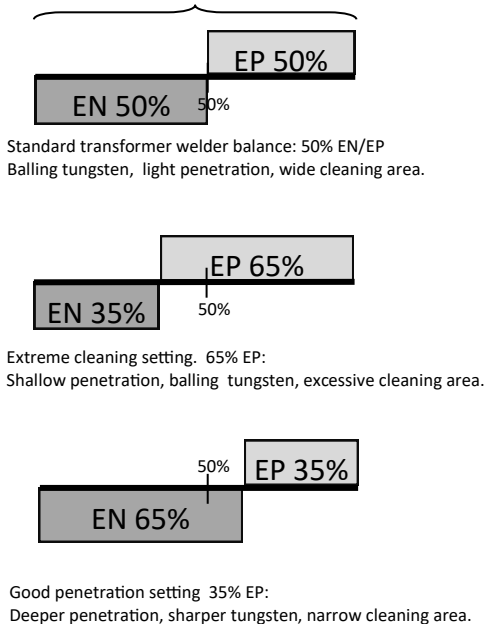 EP 50%
EN 50%
50%
Standard transformer welder balance: 50% EN/EP
Balling tungsten, light penetration, wide cleaning area.
EP 65%
EN 35%
50%
Extreme cleaning setting. 65% EP:
Shallow penetration, balling tungsten, excessive cleaning area.
50%
EP 35%
EN 65%
Good penetration setting 35% EP:
Deeper penetration, sharper tungsten, narrow cleaning area.